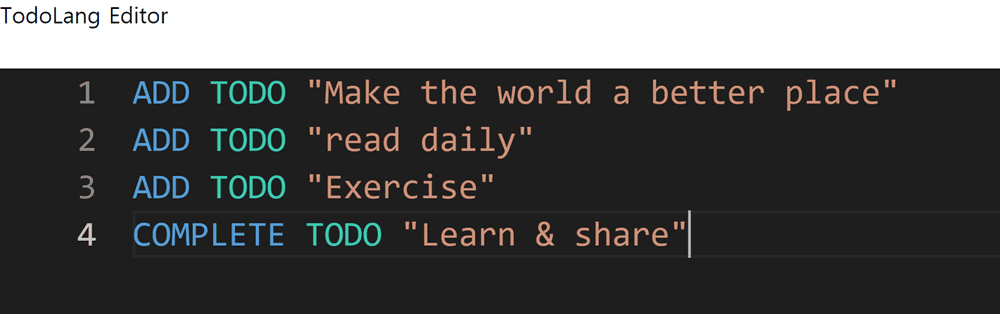 TodoLang Editor
1 ADD TODO "Make the world a better place"
2 ADD TODO "read daily"
3 ADD TODO "Exercise"
4 COMPLETE TODO "Learn & share"